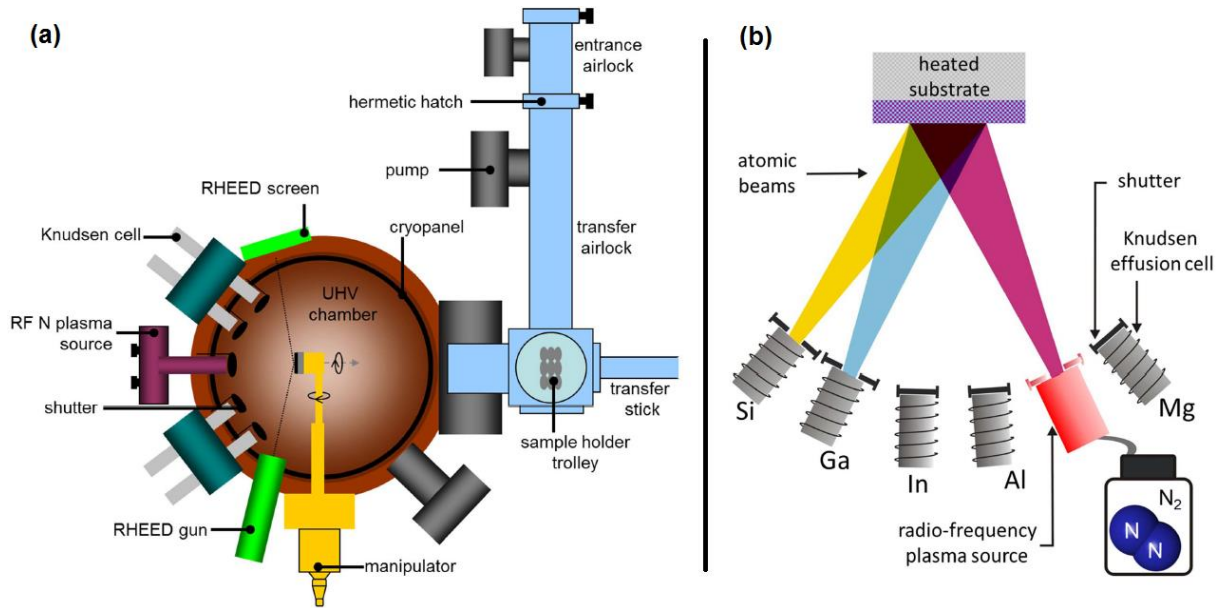 (a)
entrance
airlock
hermetic hatch
pump
RHEED screen
cryopanel
Knudsen cell
transfer
airlock
UHV
chamber
RF N plasma
source
shutter
transfer
stick
sample holder
trolley
RHEED gun
manipulator
(b)
heated
substrate
atomic
beams
shutter
Knudsen
effusion cell
Si
Ga
In
Al
Mg
radio-frequency
plasma source
N₂
N
N